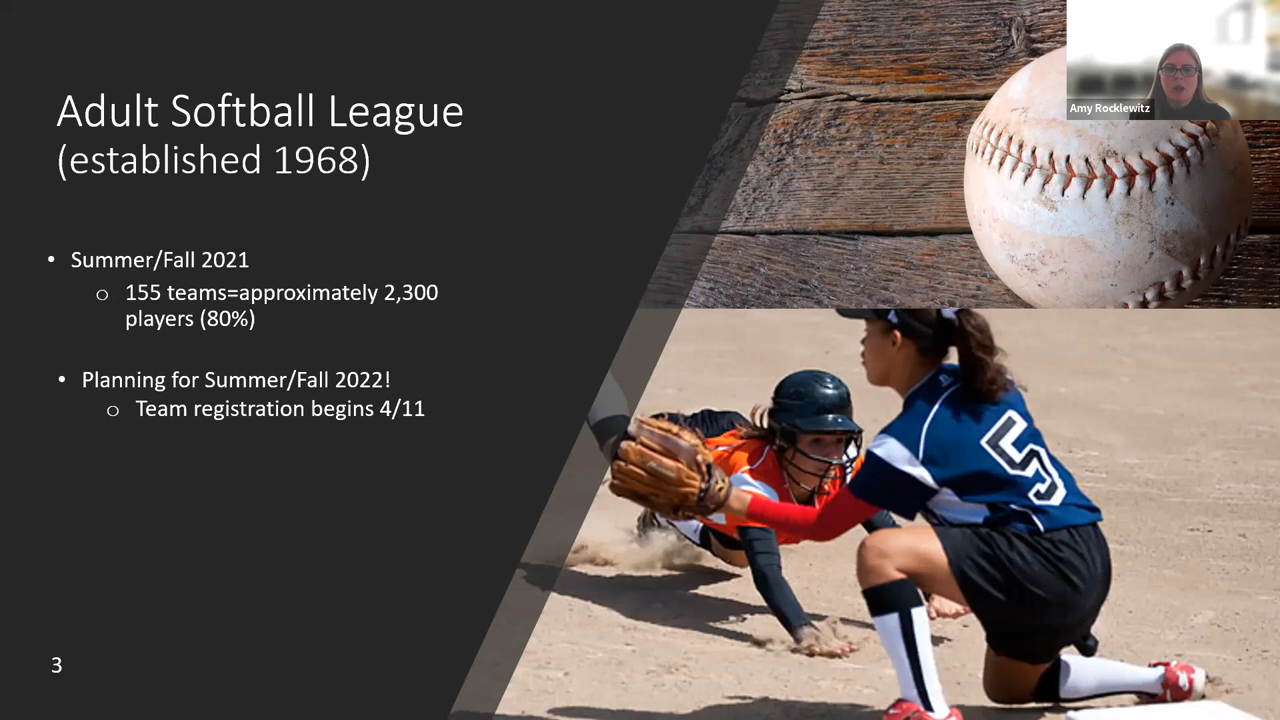 Adult Softball League
(established 1968)
• Summer/Fall 2021
o 155 teams=approximately 2,300
players (80%)
• Planning for Summer/Fall 2022!
o Team registration begins 4/11
3
Amy Rocklewitz
5